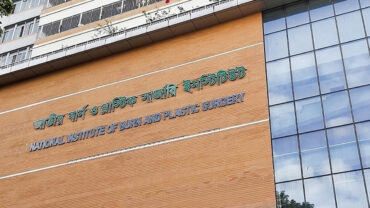 জাতীয় বার্ন ও প্লাস্টিক সার্জারি ইনস্টিটিউট
NATIONAL INSTITUTE OF BURN AND PLASTIC SURGERY